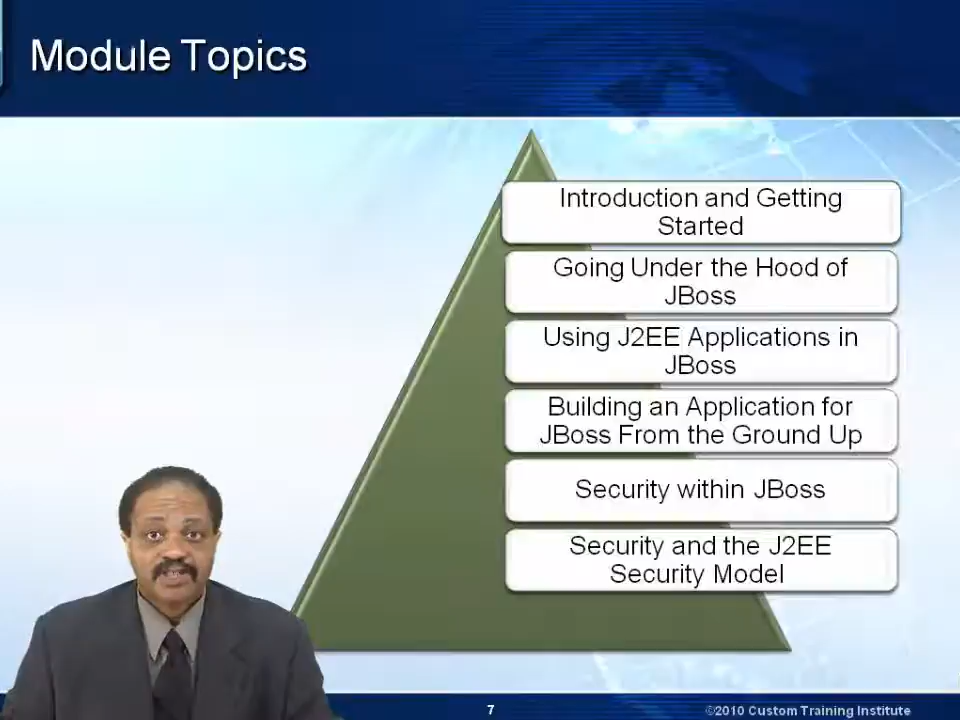 Module Topics
Introduction and Getting
Started
Going Under the Hood of
JBoss
Using J2EE Applications in
JBoss
Building an Application for
JBoss From the Ground Up
Security within JBoss
Security and the J2EE
Security Model
7
©2010 Custom Training Institute